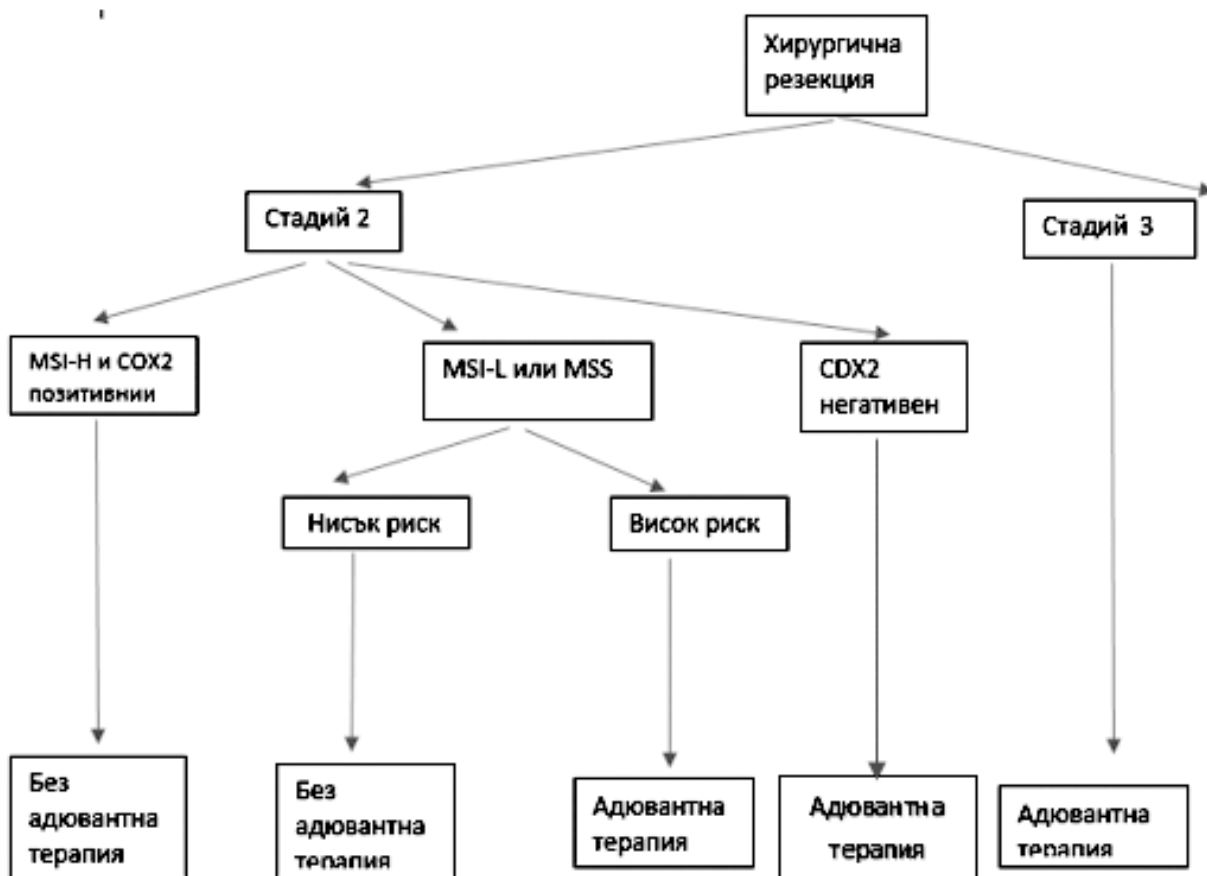 Хирургична
резекция
Стадий 2
Стадий 3
MSI-H и COX2
позитивнии
MSI-L или MSS
CDX2
негативен
Нисък риск
Висок риск
Без
адювантна
терапия
Без
адювантна
терапия
Адювантна
терапия
Адювантна
терапия
Адювантна
терапия